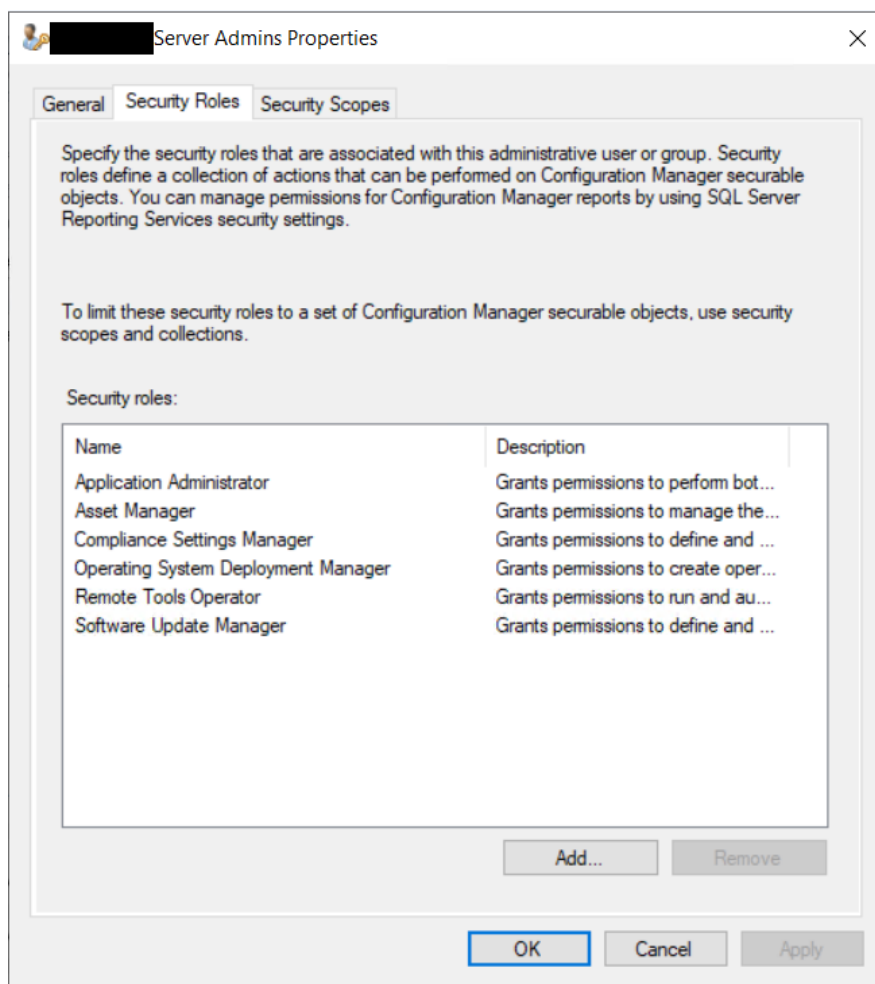 Server Admins Properties
General Security Roles Security Scopes
Specify the security roles that are associated with this administrative user or group. Security
roles define a collection of actions that can be performed on Configuration Manager securable
objects. You can manage permissions for Configuration Manager reports by using SQL Server
Reporting Services security settings.
To limit these security roles to a set of Configuration Manager securable objects, use security
scopes and collections.
Security roles:
Name Description
Application Administrator Grants permissions to perform bot...
Asset Manager Grants permissions to manage the...
Compliance Settings Manager Grants permissions to define and ...
Operating System Deployment Manager Grants permissions to create oper...
Remote Tools Operator Grants permissions to run and au...
Software Update Manager Grants permissions to define and ...
Add... Remove
OK Cancel Apply